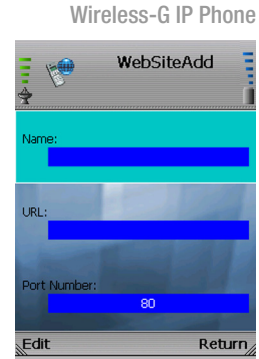 Wireless-G IP Phone
WebSiteAdd
Name:
URL:
Port Number:
80
Edit Return